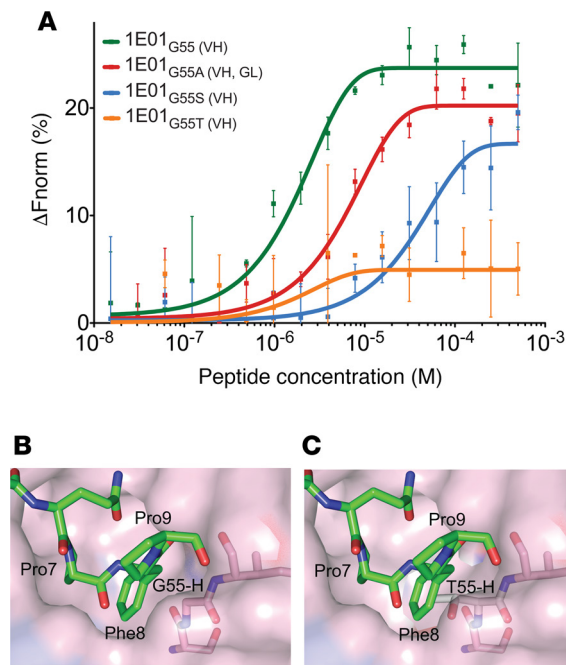 A
1E01G55 (VH)
1E01G55A (VH, GL)
1E01G55S (VH)
1E01G55T (VH)
ΔFnorm (%)
20
10
0
10-8
10-7
10-6
10-5
10-4
10-3
Peptide concentration (M)
B
Pro9
Pro7
G55-H
Phe8
C
Pro9
Pro7
T55-H
Phe8